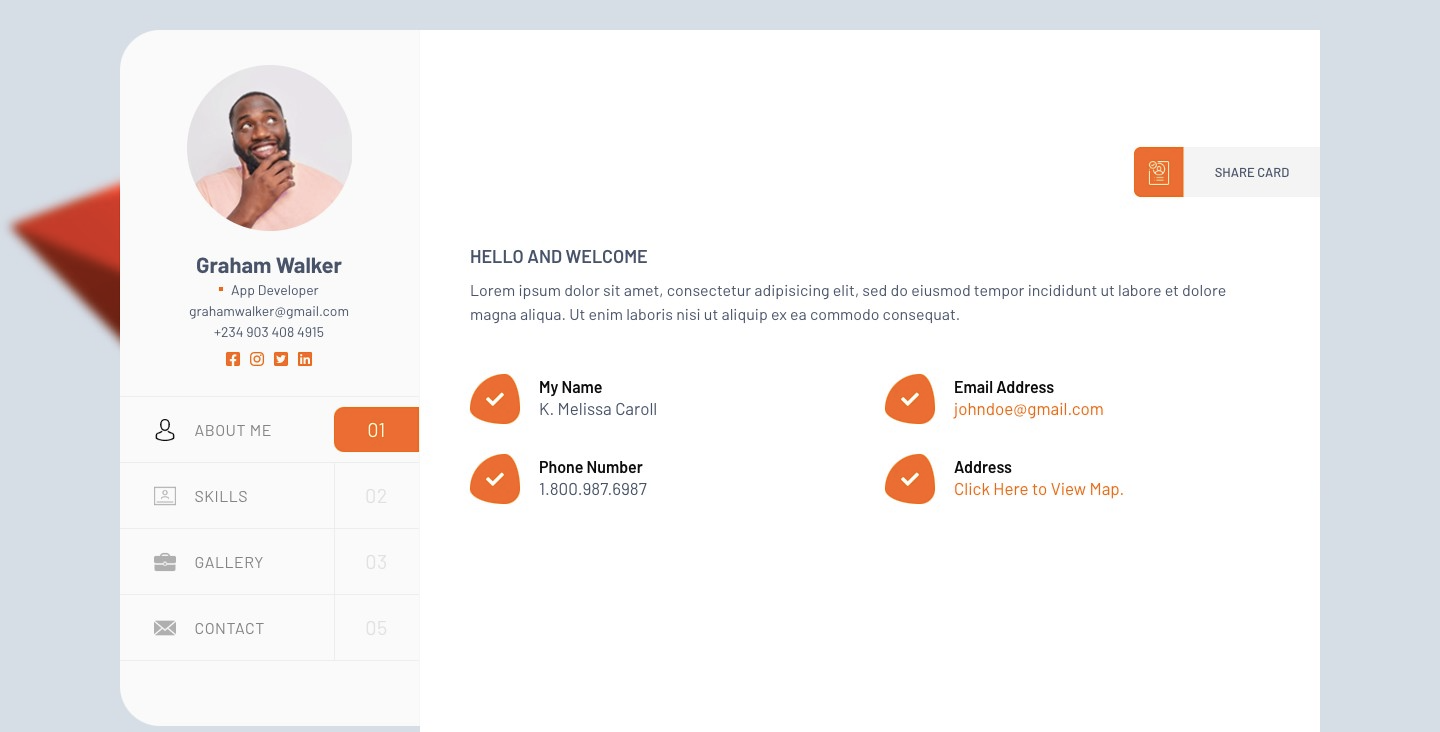 Graham Walker
App Developer
grahamwalker@gmail.com
+234 903 408 4915
ABOUT ME 01
SKILLS 02
GALLERY 03
CONTACT 05
SHARE CARD
HELLO AND WELCOME
Lorem ipsum dolor sit amet, consectetur adipisicing elit, sed do eiusmod tempor incididunt ut labore et dolore
magna aliqua. Ut enim laboris nisi ut aliquip ex ea commodo consequat.
My Name
K. Melissa Caroll
Email Address
johndoe@gmail.com
Phone Number
1.800.987.6987
Address
Click Here to View Map.